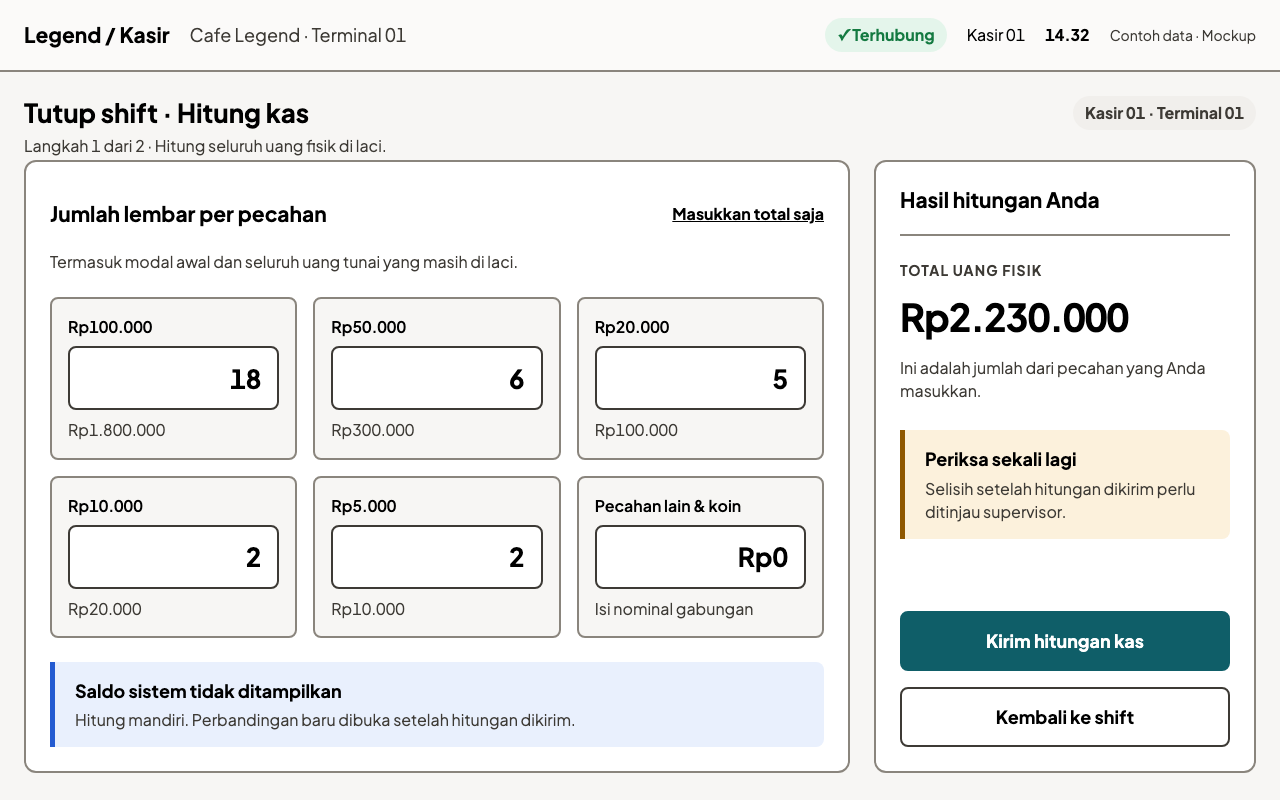 Legend / Kasir
Cafe Legend · Terminal 01
✓Terhubung
Kasir 01
14.32
Contoh data · Mockup
Tutup shift · Hitung kas
Kasir 01 · Terminal 01
Langkah 1 dari 2 · Hitung seluruh uang fisik di laci.
Jumlah lembar per pecahan
Masukkan total saja
Termasuk modal awal dan seluruh uang tunai yang masih di laci.
Rp100.000
18
Rp1.800.000
Rp50.000
6
Rp300.000
Rp20.000
5
Rp100.000
Rp10.000
2
Rp20.000
Rp5.000
2
Rp10.000
Pecahan lain & koin
Rp0
Isi nominal gabungan
Saldo sistem tidak ditampilkan
Hitung mandiri. Perbandingan baru dibuka setelah hitungan dikirim.
Hasil hitungan Anda
TOTAL UANG FISIK
Rp2.230.000
Ini adalah jumlah dari pecahan yang Anda
masukkan.
Periksa sekali lagi
Selisih setelah hitungan dikirim perlu
ditinjau supervisor.
Kirim hitungan kas
Kembali ke shift